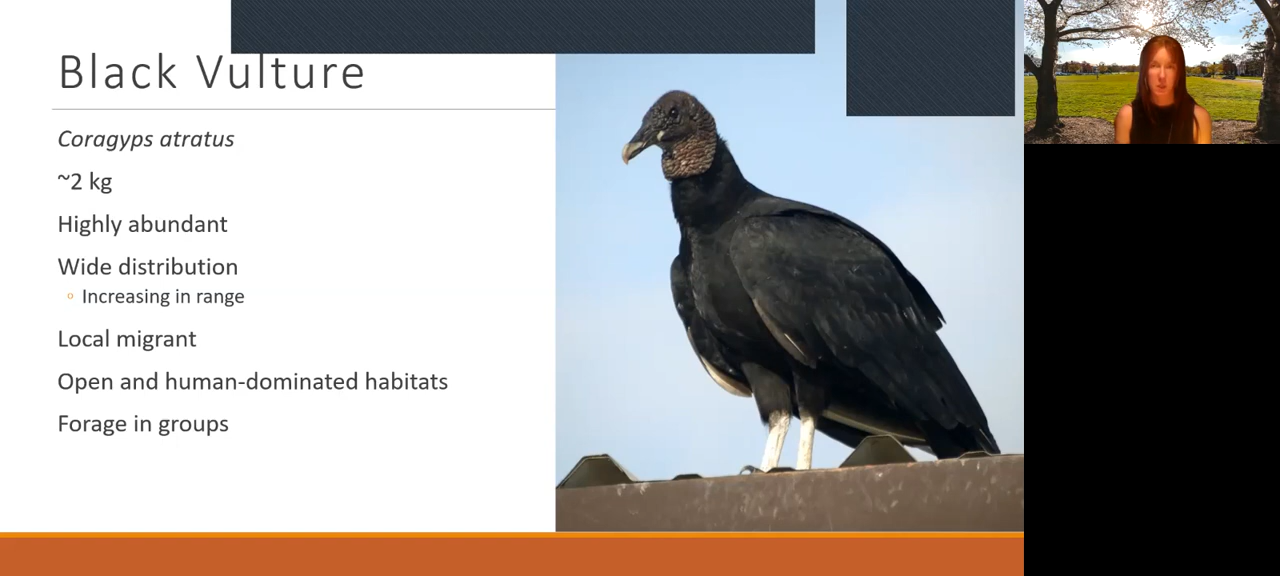 Black Vulture
Coragyps atratus
~2 kg
Highly abundant
Wide distribution
Increasing in range
Local migrant
Open and human-dominated habitats
Forage in groups